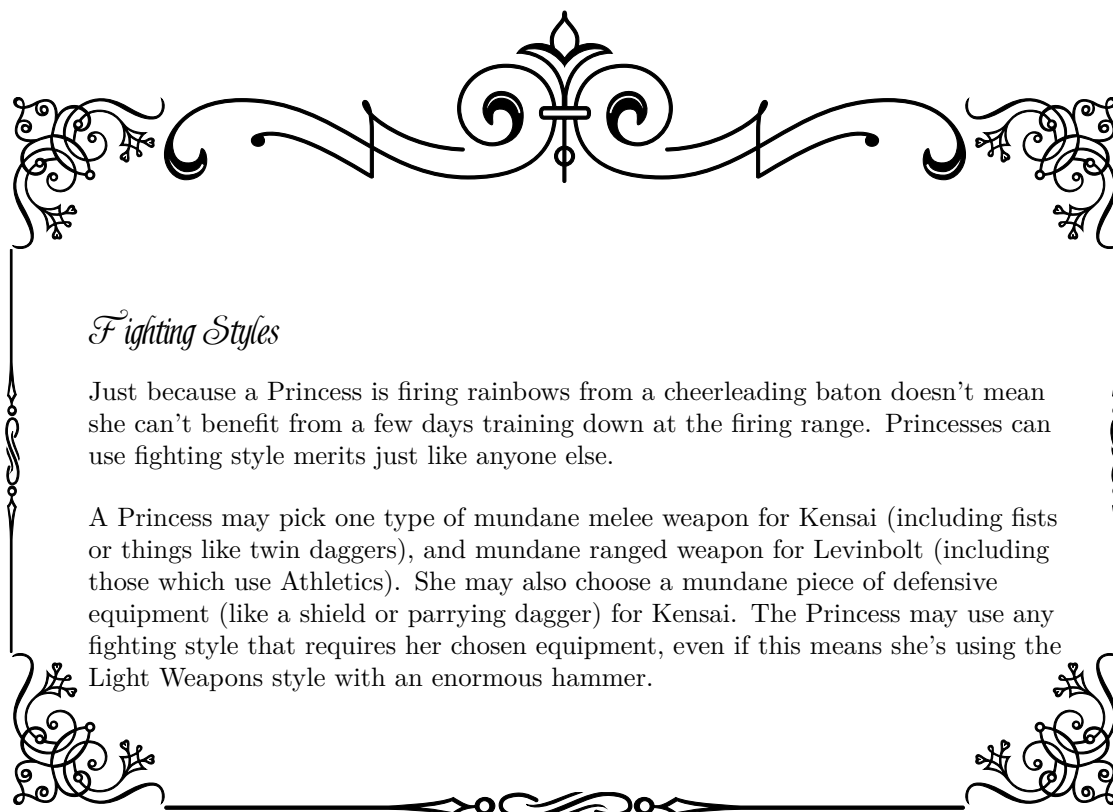 Fighting Styles
Just because a Princess is firing rainbows from a cheerleading baton doesn't mean
she can't benefit from a few days training down at the firing range. Princesses can
use fighting style merits just like anyone else.
A Princess may pick one type of mundane melee weapon for Kensai (including fists
or things like twin daggers), and mundane ranged weapon for Levinbolt (including
those which use Athletics). She may also choose a mundane piece of defensive
equipment (like a shield or parrying dagger) for Kensai. The Princess may use any
fighting style that requires her chosen equipment, even if this means she's using the
Light Weapons style with an enormous hammer.